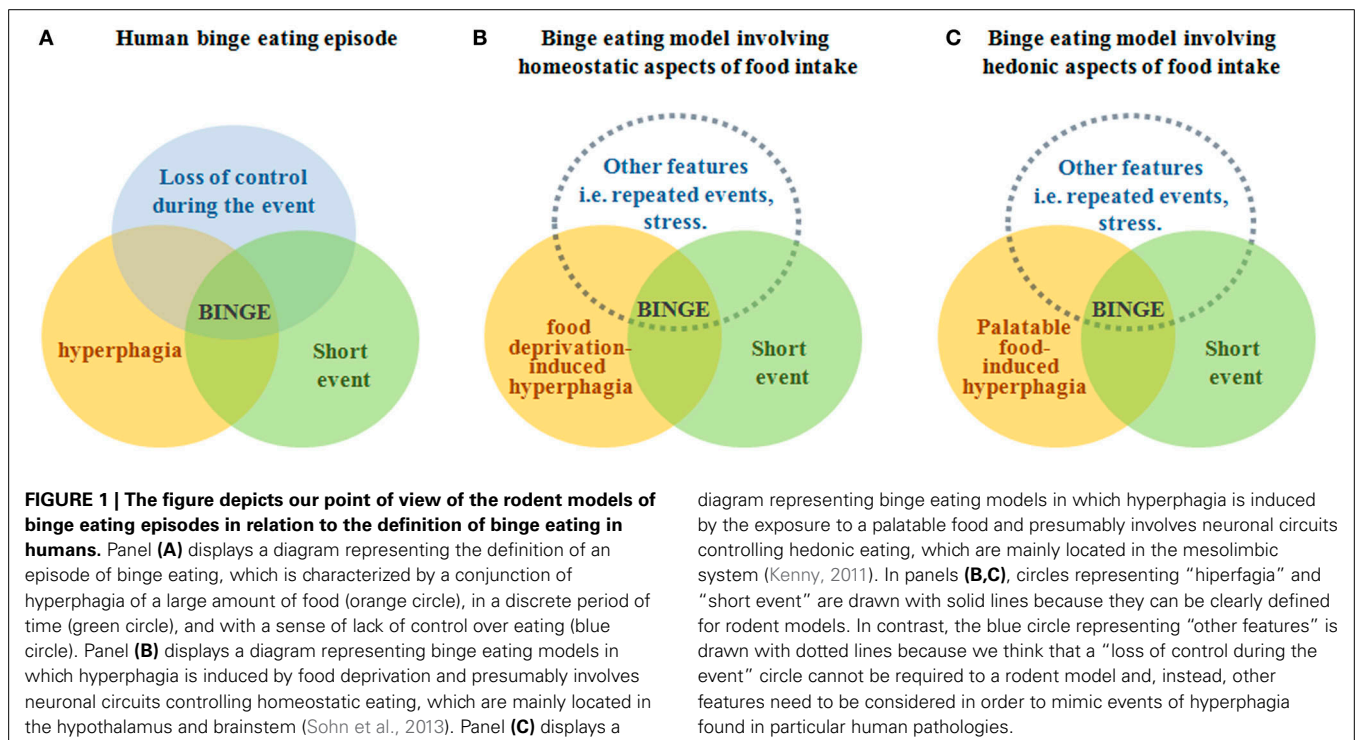 A Human binge eating episode
Loss of control
during the event
BINGE
hyperphagia
Short
event
B Binge eating model involving
homeostatic aspects of food intake
Other features
i.e. repeated events,
stress.
BINGE
food
deprivation-
induced
hyperphagia
Short
event
C Binge eating model involving
hedonic aspects of food intake
Other features
i.e. repeated events,
stress.
BINGE
Palatable
food-
induced
hyperphagia
Short
event
FIGURE 1 | The figure depicts our point of view of the rodent models of
binge eating episodes in relation to the definition of binge eating in
humans. Panel (A) displays a diagram representing the definition of an
episode of binge eating, which is characterized by a conjunction of
hyperphagia of a large amount of food (orange circle), in a discrete period of
time (green circle), and with a sense of lack of control over eating (blue
circle). Panel (B) displays a diagram representing binge eating models in
which hyperphagia is induced by food deprivation and presumably involves
neuronal circuits controlling homeostatic eating, which are mainly located in
the hypothalamus and brainstem (Sohn et al., 2013). Panel (C) displays a
diagram representing binge eating models in which hyperphagia is induced
by the exposure to a palatable food and presumably involves neuronal circuits
controlling hedonic eating, which are mainly located in the mesolimbic
system (Kenny, 2011). In panels (B,C), circles representing “hiperfagia” and
“short event” are drawn with solid lines because they can be clearly defined
for rodent models. In contrast, the blue circle representing “other features” is
drawn with dotted lines because we think that a “loss of control during the
event” circle cannot be required to a rodent model and, instead, other
features need to be considered in order to mimic events of hyperphagia
found in particular human pathologies.